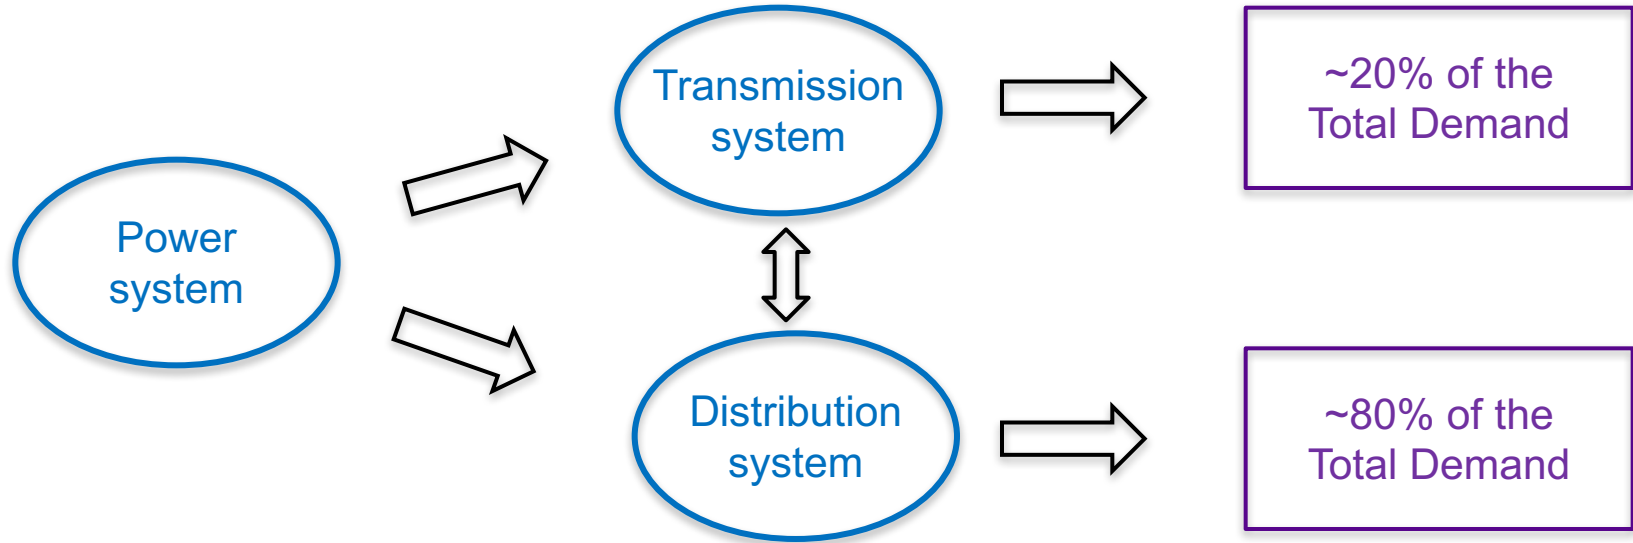 Power
system
Transmission
system
~20% of the
Total Demand
Distribution
system
~80% of the
Total Demand